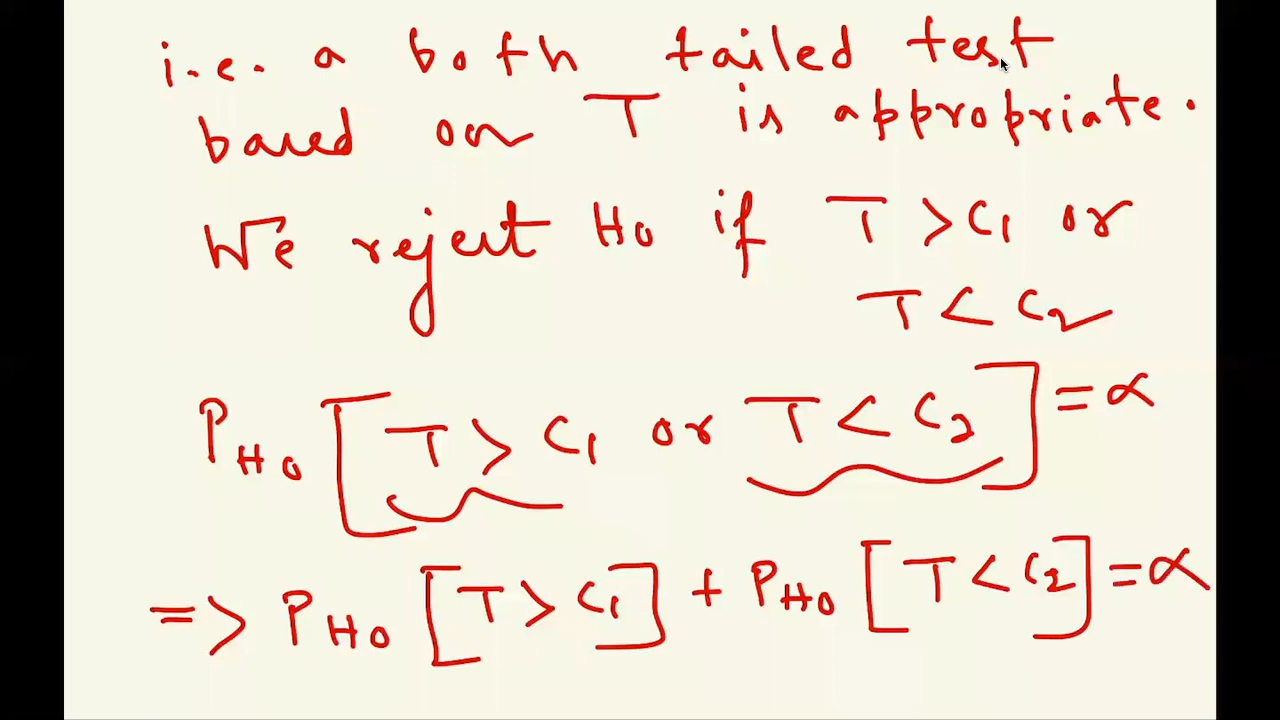 i.e. a both tailed test
based on T is appropriate.
We reject H0 if T > C1 or
T < C2
PH0 [T > C1 or T < C2] = α
=> PH0 [T > C1] + PH0 [T < C2] = α